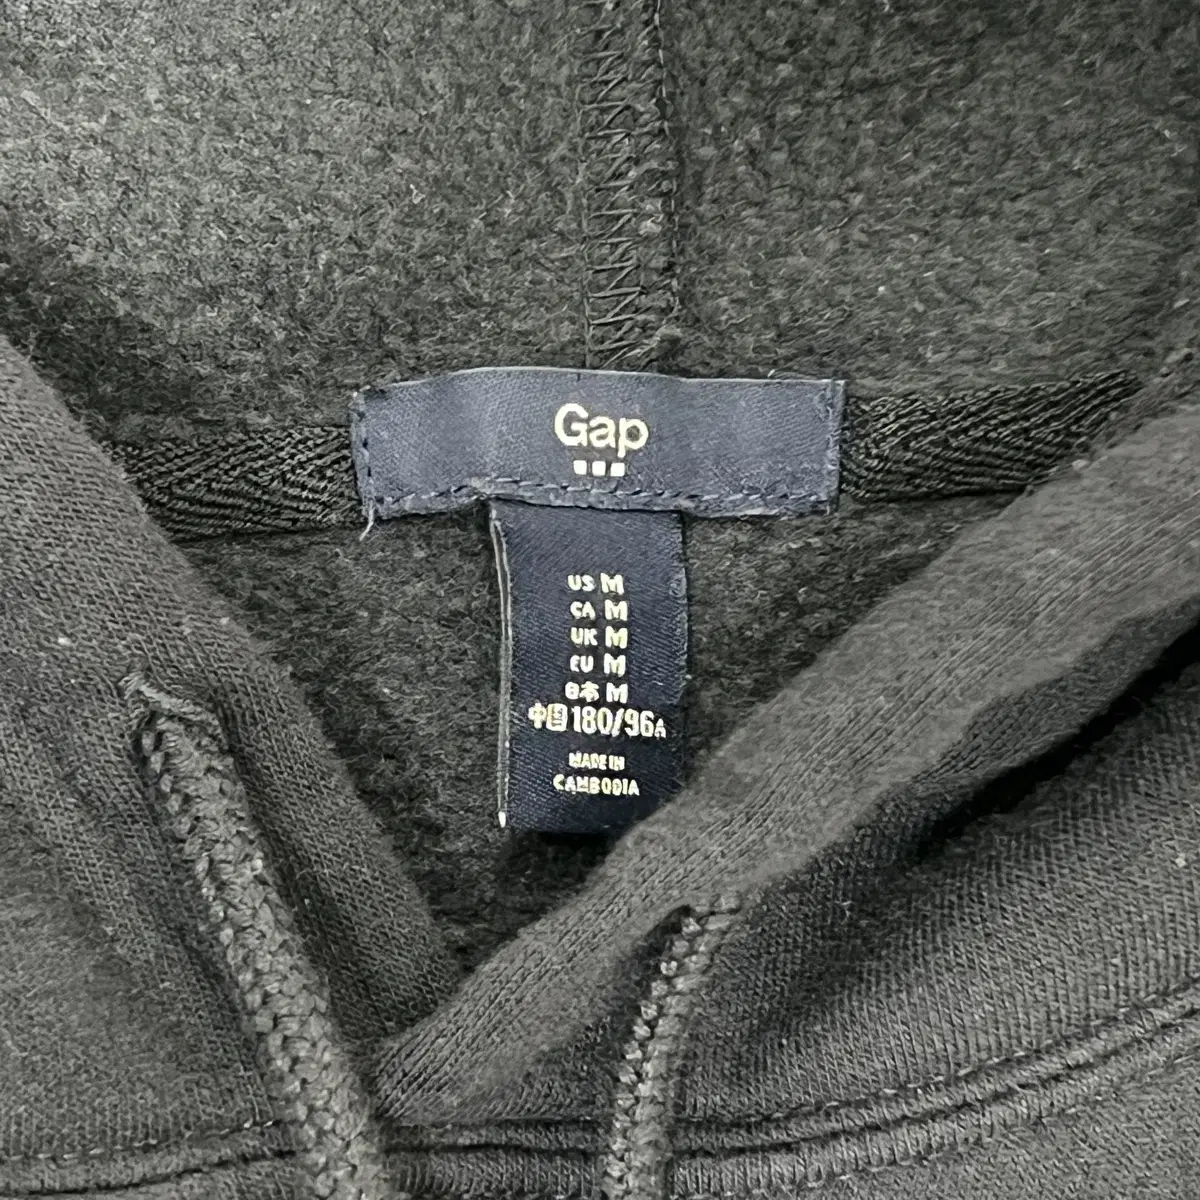 Gap
US M
CA M
UK M
EU M
日本 M
中国 180/96A
MADE IN
CAMBODIA